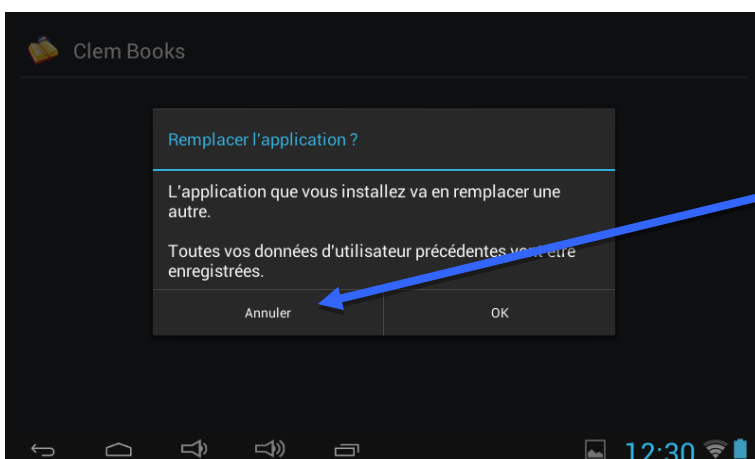 Clem Books
Remplacer l'application ?
L'application que vous installez va en remplacer une
autre.
Toutes vos données d'utilisateur précédentes vont être
enregistrées.
Annuler
OK
12:30